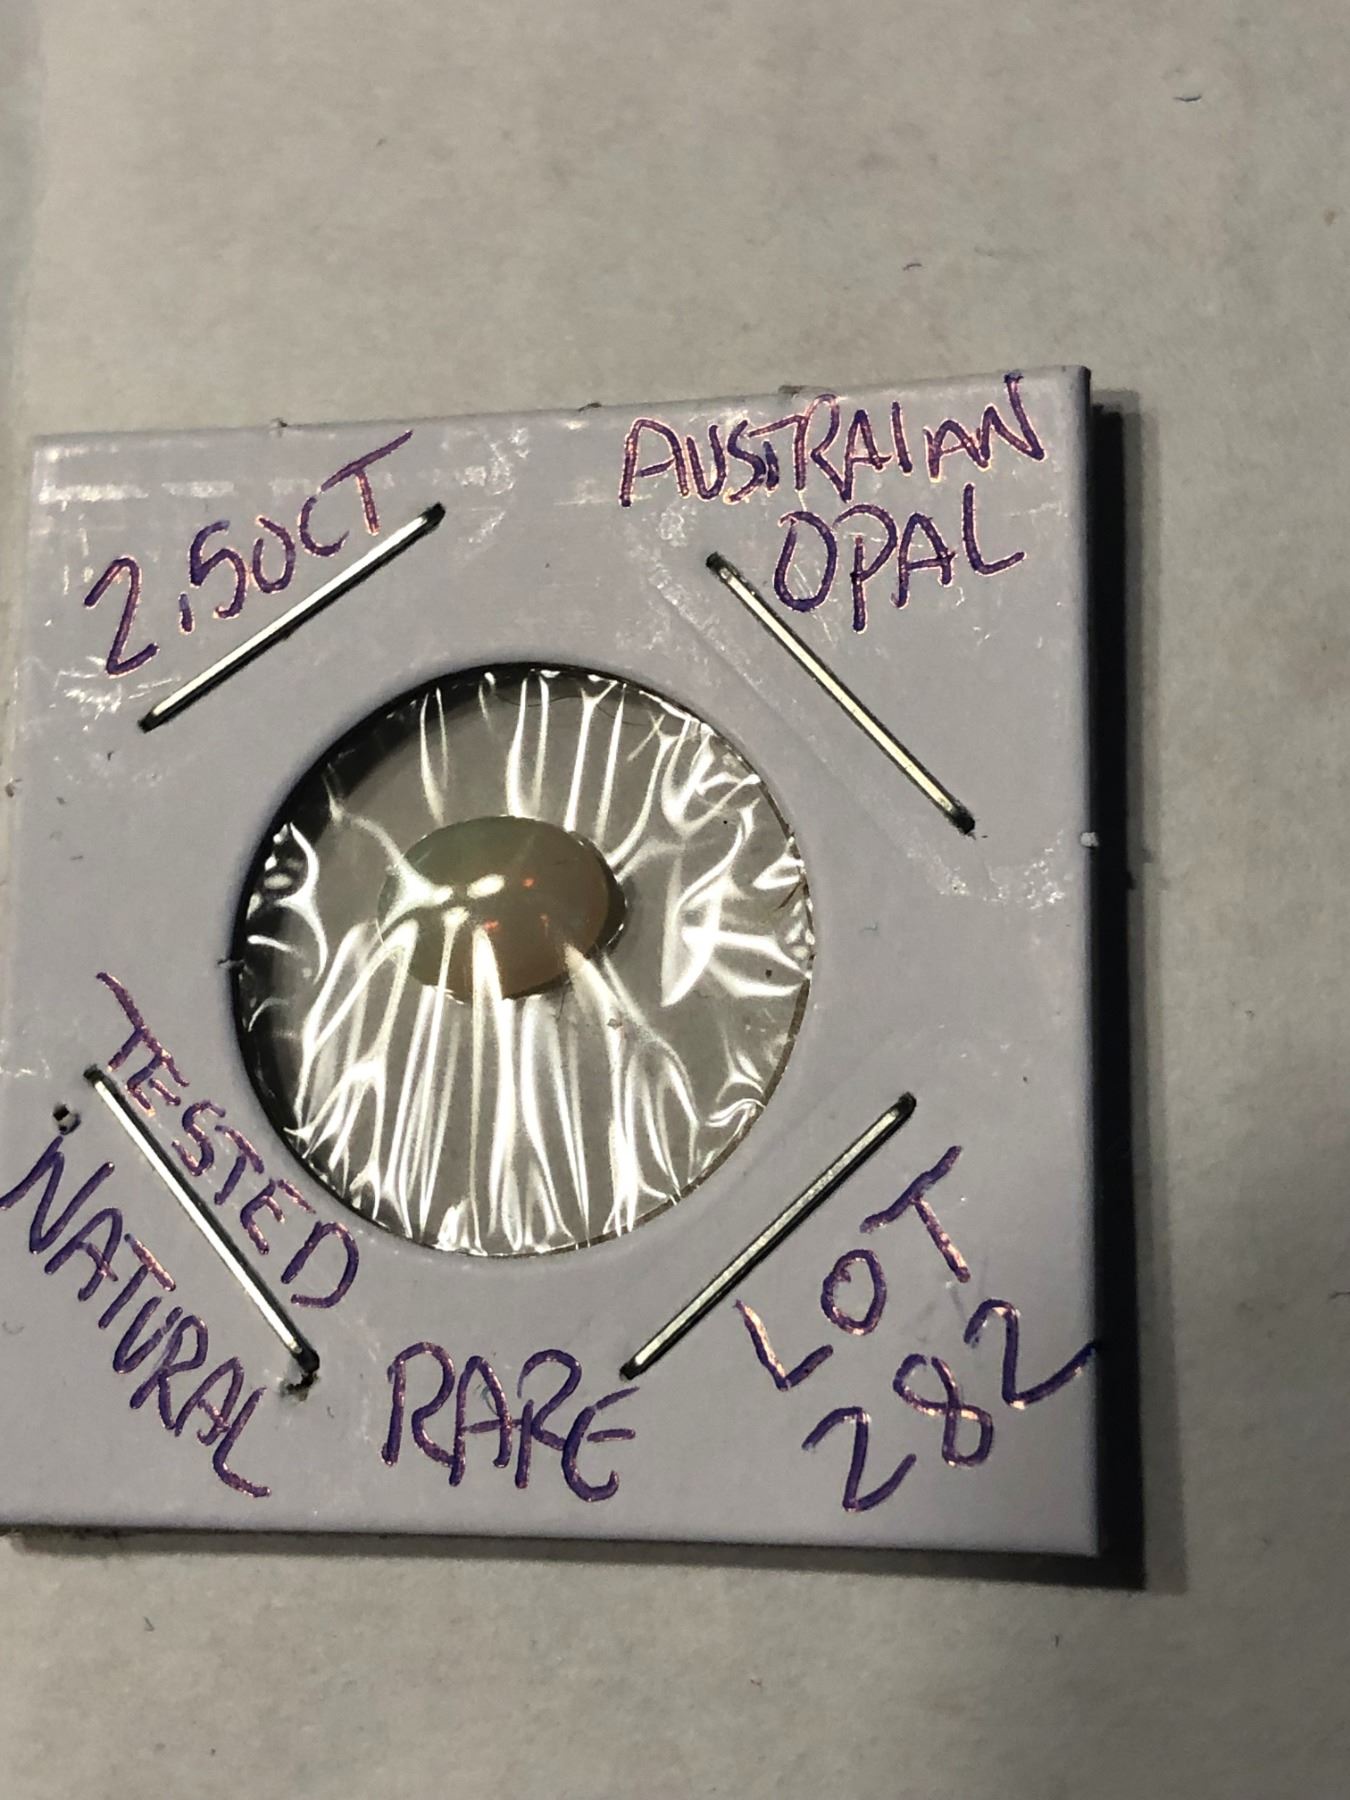 2.50CT
AUSTRAIAN
OPAL
TESTED
NATURAL
RARE
LOT
282